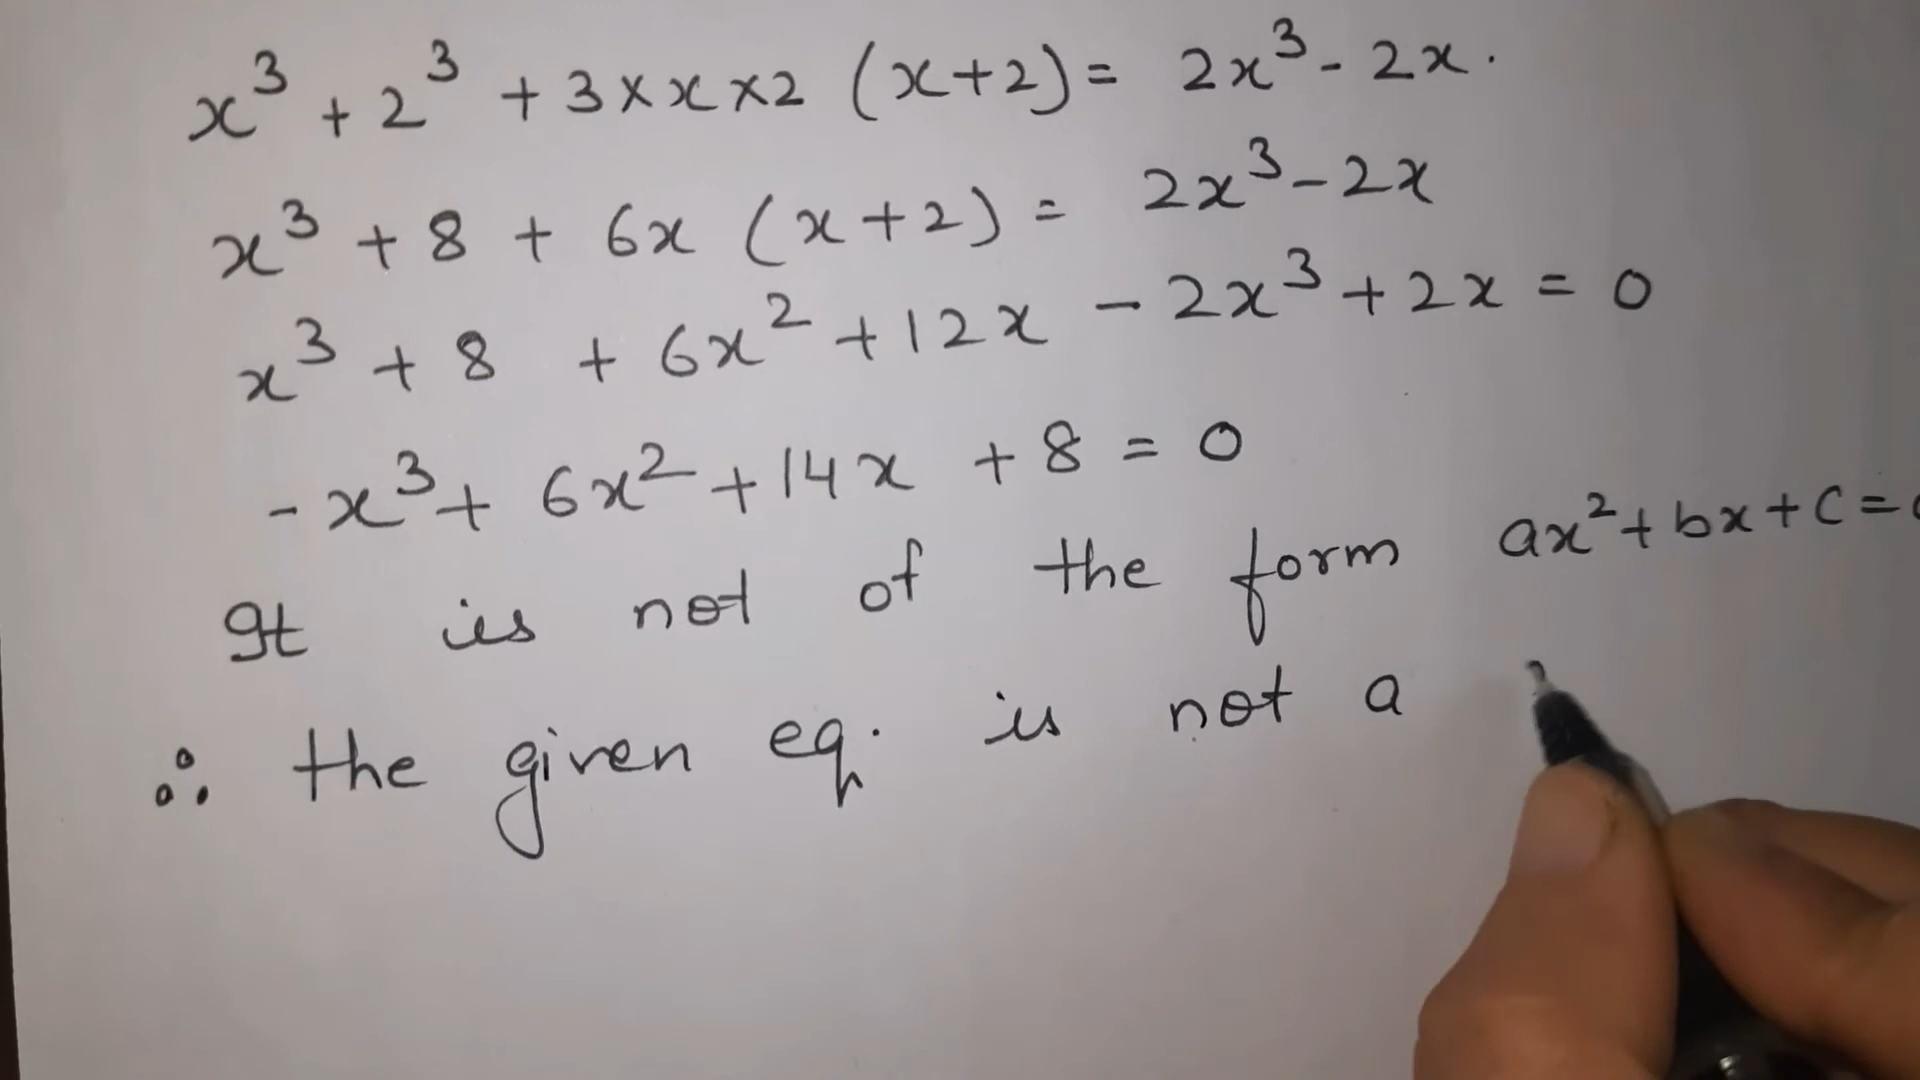 x³ + 2³ + 3 × x × 2 (x+2) = 2x³ - 2x.
x³ + 8 + 6x (x+2) = 2x³ - 2x
x³ + 8 + 6x² + 12x - 2x³ + 2x = 0
- x³ + 6x² + 14x + 8 = 0
It is not of the form ax² + bx + c =
∴ the given eq. is not a